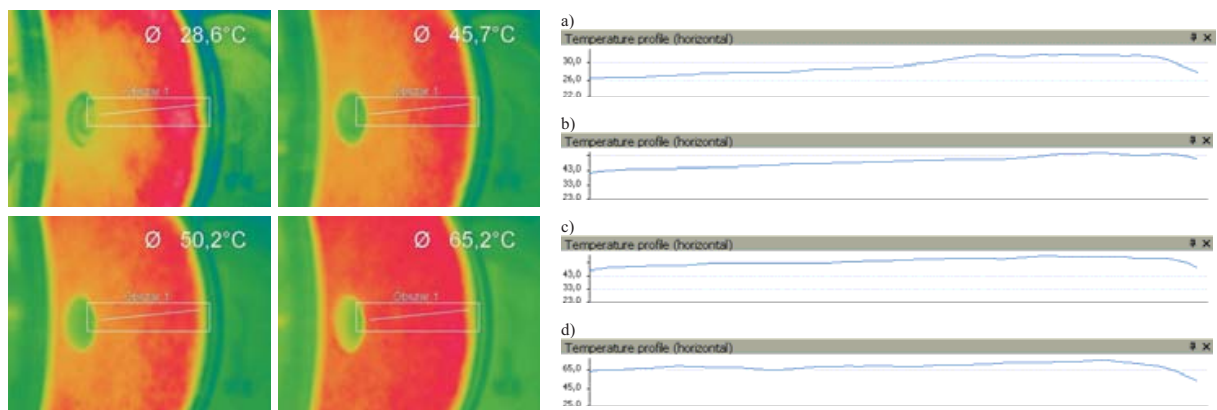 Ø 28,6°C
Obszar 1
Ø 45,7°C
Obszar 1
Ø 50,2°C
Obszar 1
Ø 65,2°C
Obszar 1
a)
Temperature profile (horizontal)
30,0
26,0
22,0
b)
Temperature profile (horizontal)
43,0
33,0
23,0
c)
Temperature profile (horizontal)
43,0
33,0
23,0
d)
Temperature profile (horizontal)
65,0
45,0
25,0